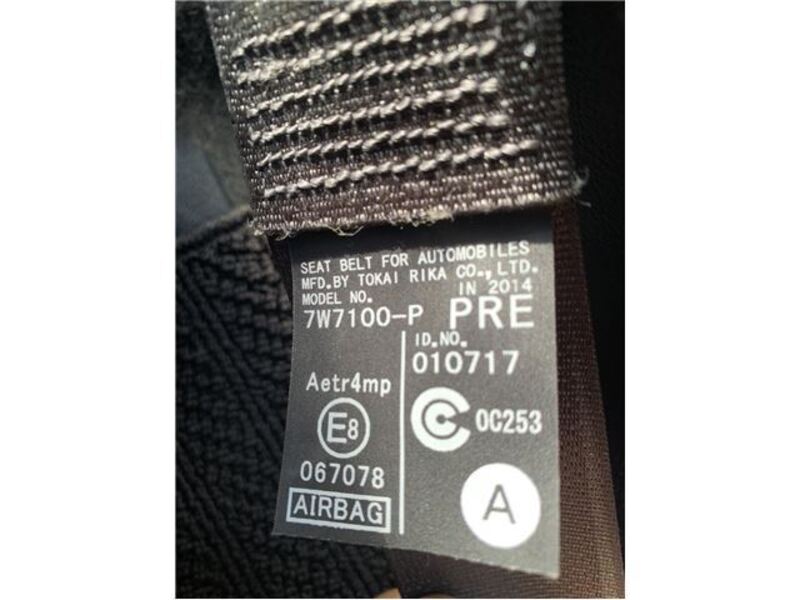 SEAT BELT FOR AUTOMOBILES
MFD.BY TOKAI RIKA CO.,LTD.
MODEL NO. IN 2014
7W7100-P PRE
ID.NO.
010717
Aetr4mp
E8
C OC253
067078
AIRBAG
A